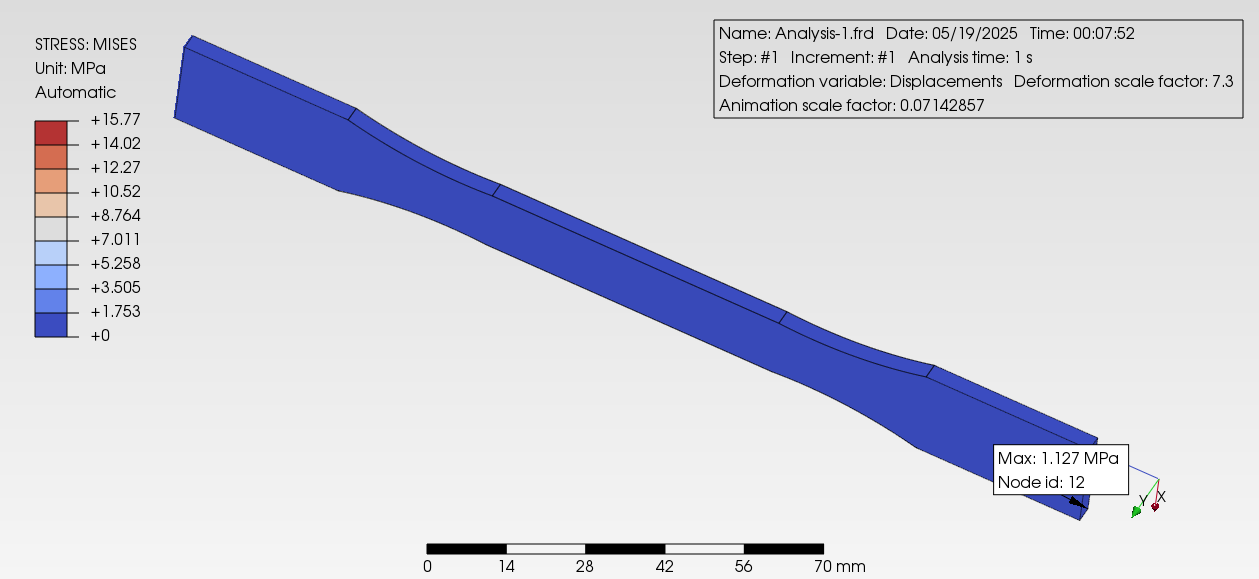 STRESS: MISES
Unit: MPa
Automatic
+15.77
+14.02
+12.27
+10.52
+8.764
+7.011
+5.258
+3.505
+1.753
+0
Name: Analysis-1.frd Date: 05/19/2025 Time: 00:07:52
Step: #1 Increment: #1 Analysis time: 1 s
Deformation variable: Displacements Deformation scale factor: 7.3
Animation scale factor: 0.07142857
Max: 1.127 MPa
Node id: 12
Y X
0 14 28 42 56 70 mm